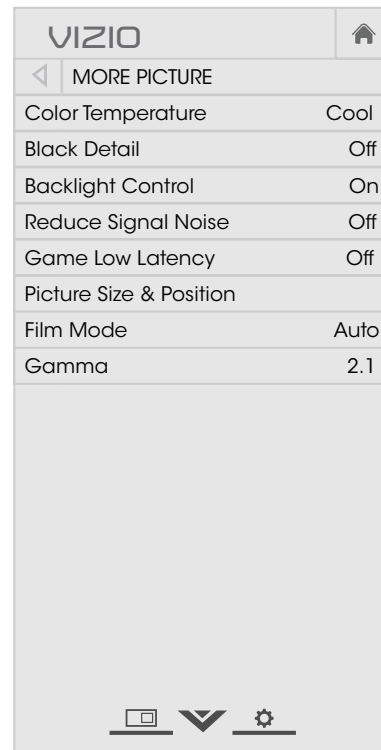 VIZIO
MORE PICTURE
Color Temperature Cool
Black Detail Off
Backlight Control On
Reduce Signal Noise Off
Game Low Latency Off
Picture Size & Position
Film Mode Auto
Gamma 2.1